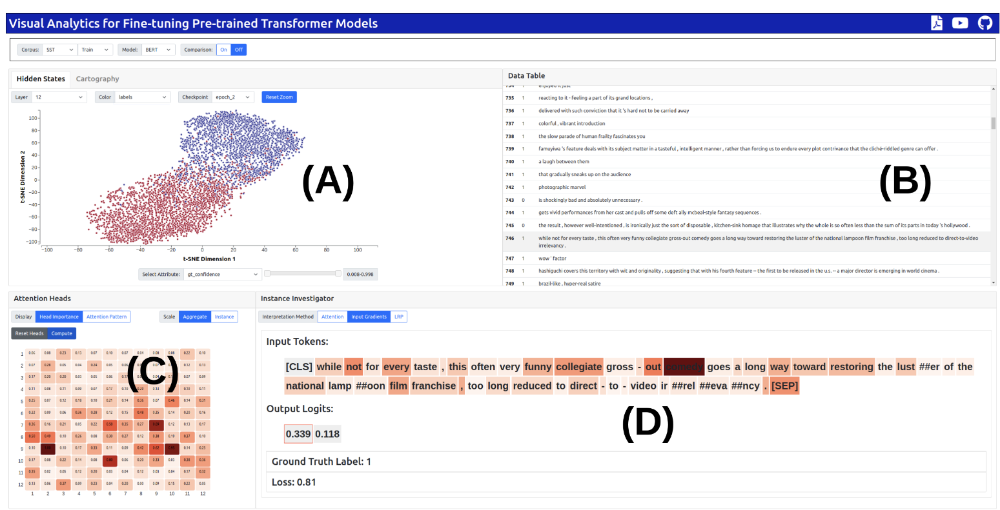 Visual Analytics for Fine-tuning Pre-trained Transformer Models
Corpus: SST Train Model: BERT Comparison: On Off
Hidden States Cartography
Layer 12 Color labels Checkpoint epoch_2 Reset Zoom
100
80
60
40
20
0
−20
−40
−60
−80
−100
t-SNE Dimension 2
−100 −80 −60 −40 −20 0 20 40 60 80 100
t-SNE Dimension 1
Select Attribute: gt_confidence 0.008-0.998
(A)
Data Table
734 1 enjoyed it just
735 1 reacting to it - feeling a part of its grand locations ,
736 1 delivered with such conviction that it 's hard not to be carried away
737 1 colorful , vibrant introduction
738 1 the slow parade of human frailty fascinates you
739 1 famuyiwa 's feature deals with its subject matter in a tasteful , intelligent manner , rather than forcing us to endure every plot contrivance that the cliché-riddled genre can offer .
740 1 a laugh between them
741 1 that gradually sneaks up on the audience
742 1 photographic marvel
743 0 is shockingly bad and absolutely unnecessary .
744 1 gets vivid performances from her cast and pulls off some deft ally mcbeal-style fantasy sequences .
745 0 the result , however well-intentioned , is ironically just the sort of disposable , kitchen-sink homage that illustrates why the whole is so often less than the sum of its parts in today 's hollywood .
746 1 while not for every taste , this often very funny collegiate gross-out comedy goes a long way toward restoring the luster of the national lampoon film franchise , too long reduced to direct-to-video
irrelevancy .
747 1 wow ' factor
748 1 hashiguchi covers this territory with wit and originality , suggesting that with his fourth feature -- the first to be released in the u.s. -- a major director is emerging in world cinema .
749 1 brazil-like , hyper-real satire
(B)
Attention Heads
Display Head Importance Attention Pattern Scale Aggregate Instance
Reset Heads Compute
1 0.06 0.08 0.23 0.13 0.07 0.10 0.07 0.04 0.08 0.08 0.22 0.10
2 0.07 0.28 0.05 0.04 0.24 0.05 0.12 0.13
3 0.17 0.20 0.20 0.03 0.05 0.06 0.04 0.07 0.09
4 0.11 0.08 0.11 0.09 0.07 0.17 0.10 0.29 0.13 0.19 0.11
5 0.25 0.07 0.12 0.18 0.10 0.21 0.14 0.36 0.07 0.46 0.14 0.31
6 0.22 0.09 0.06 0.36 0.28 0.12 0.15 0.48 0.25 0.14 0.20 0.16
7 0.36 0.16 0.21 0.05 0.22 0.58 0.35 0.27 0.12 0.13 0.17
8 0.50 0.49 0.10 0.26 0.08 0.30 0.27 0.12 0.38 0.19 0.37 0.10
9 0.10 0.10 0.17 0.33 0.11 0.09 0.42 0.62 0.14 0.25
10 0.17 0.08 0.22 0.14 0.08 0.06 0.20 0.33 0.03 0.38 0.36
11 0.35 0.02 0.05 0.12 0.20 0.03 0.04 0.12 0.03 0.04 0.17 0.32
12 0.13 0.06 0.37 0.09 0.23 0.04 0.20 0.00 0.09 0.15 0.22 0.05
1 2 3 4 5 6 7 8 9 10 11 12
(C)
Instance Investigator
Interpretation Method Attention Input Gradients LRP
Input Tokens:
[CLS] while not for every taste , this often very funny collegiate gross - out comedy goes a long way toward restoring the lust ##er of the
national lamp ##oon film franchise , too long reduced to direct - to - video ir ##rel ##eva ##ncy . [SEP]
Output Logits:
(D)
0.339 0.118
Ground Truth Label: 1
Loss: 0.81